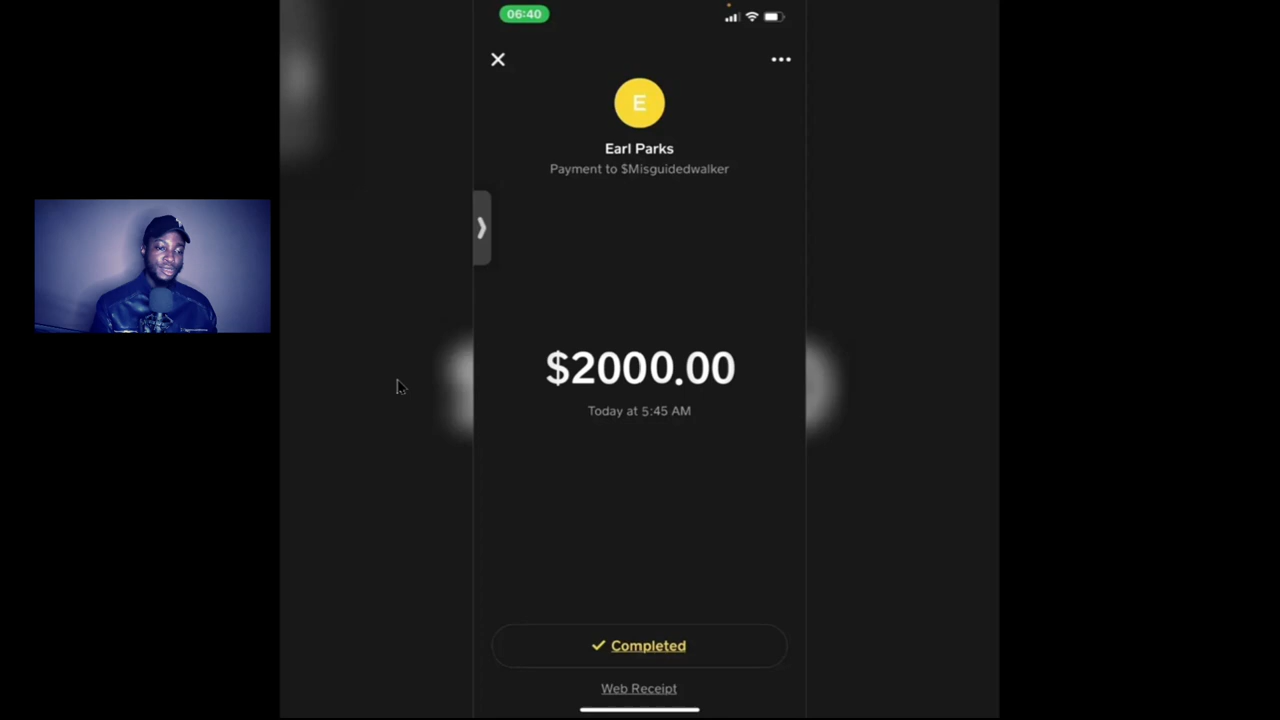 06:40
E
Earl Parks
Payment to $Misguidedwalker
$2000.00
Today at 5:45 AM
Completed
Web Receipt